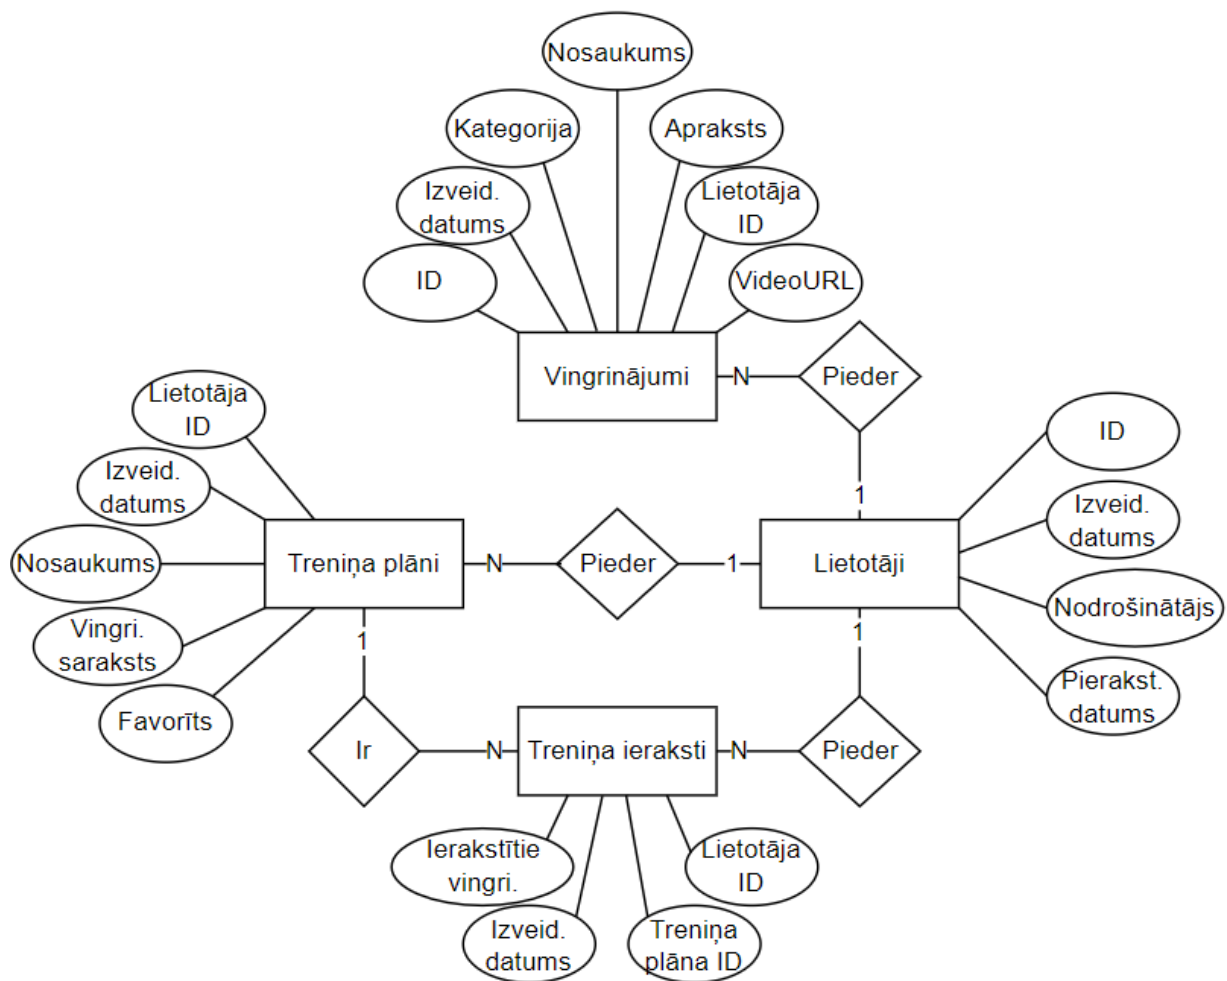 Nosaukums
Kategorija
Apraksts
Izveid.
datums
Lietotāja
ID
ID
VideoURL
Vingrinājumi
N
Pieder
1
Lietotāja
ID
Izveid.
datums
Nosaukums
Vingri.
saraksts
Favorīts
Treniņa plāni
N
Pieder
1
Lietotāji
ID
Izveid.
datums
Nodrošinātājs
Pierakst.
datums
1
1
Ir
N
Treniņa ieraksti
N
Pieder
Ierakstītie
vingri.
Lietotāja
ID
Izveid.
datums
Treniņa
plāna ID